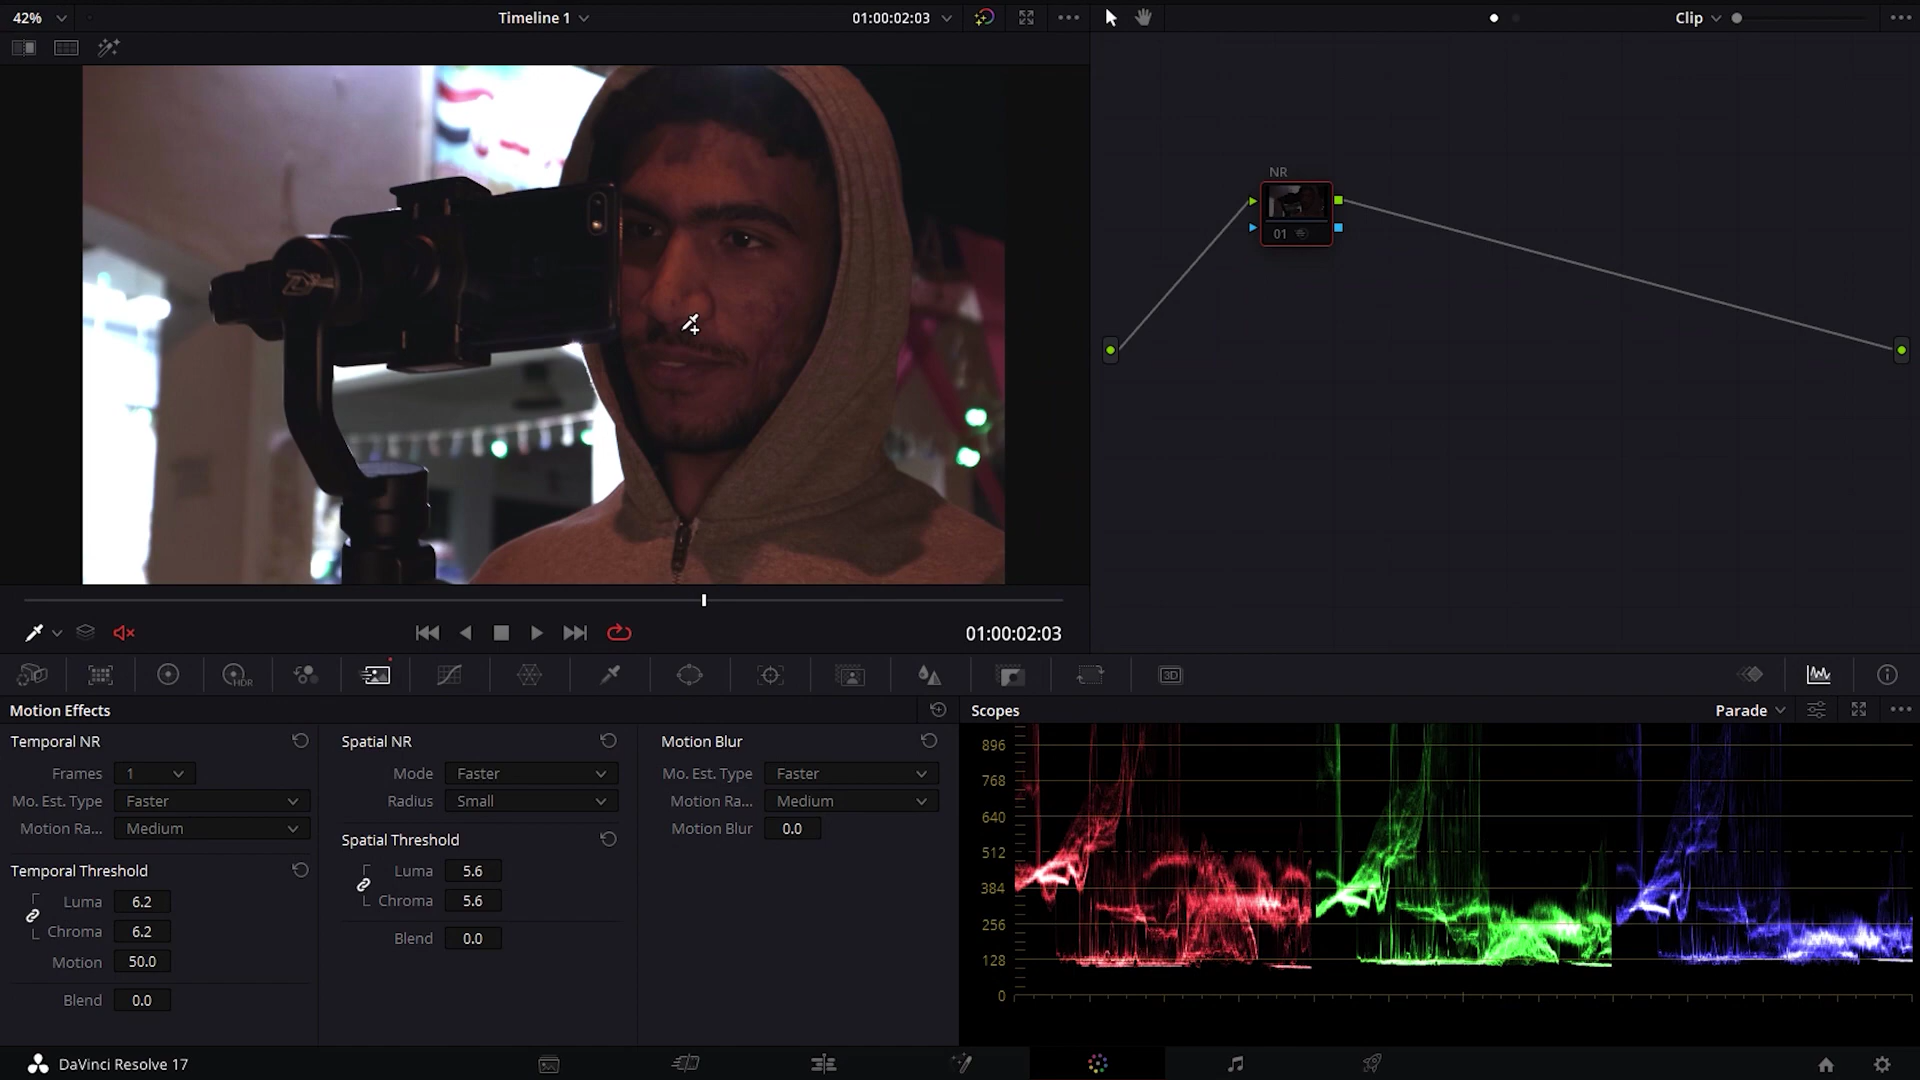 42%
Timeline 1
01:00:02:03
Clip
NR
01
01:00:02:03
HDR
3D
Motion Effects
Scopes
Parade
Temporal NR
Frames 1
Mo. Est. Type Faster
Motion Ra... Medium
Temporal Threshold
Luma 6.2
Chroma 6.2
Motion 50.0
Blend 0.0
Spatial NR
Mode Faster
Radius Small
Spatial Threshold
Luma 5.6
Chroma 5.6
Blend 0.0
Motion Blur
Mo. Est. Type Faster
Motion Ra... Medium
Motion Blur 0.0
896
768
640
512
384
256
128
0
DaVinci Resolve 17